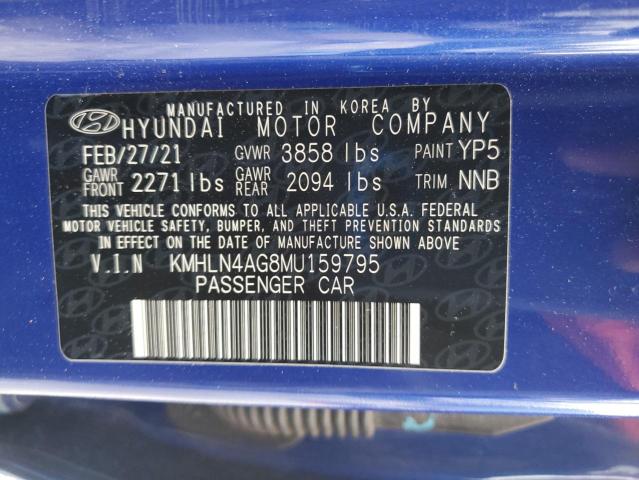 MANUFACTURED IN KOREA BY
HYUNDAI MOTOR COMPANY
FEB/27/21 GVWR 3858 lbs PAINT YP5
GAWR FRONT 2271 lbs GAWR REAR 2094 lbs TRIM NNB
THIS VEHICLE CONFORMS TO ALL APPLICABLE U.S.A. FEDERAL
MOTOR VEHICLE SAFETY, BUMPER, AND THEFT PREVENTION STANDARDS
IN EFFECT ON THE DATE OF MANUFACTURE SHOWN ABOVE
V.I.N KMHLN4AG8MU159795
PASSENGER CAR